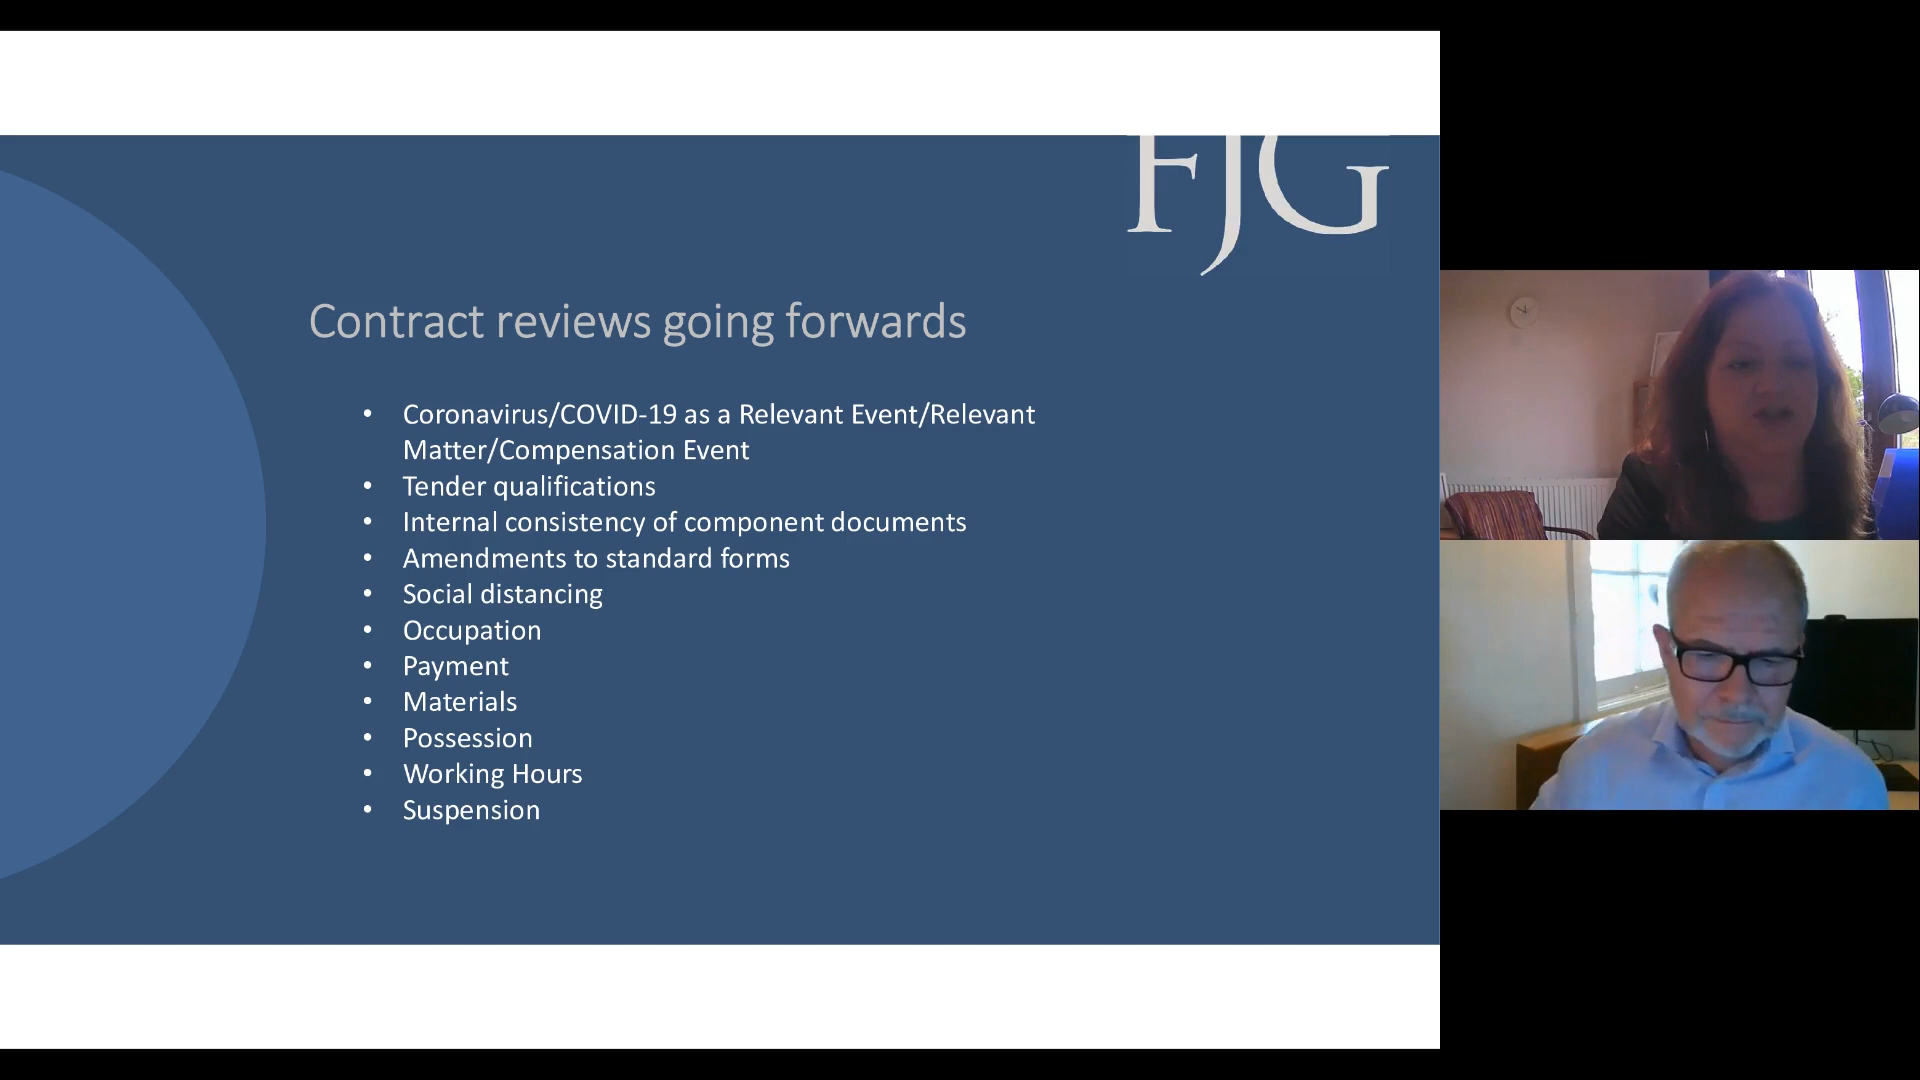 FJG
Contract reviews going forwards
• Coronavirus/COVID-19 as a Relevant Event/Relevant
Matter/Compensation Event
• Tender qualifications
• Internal consistency of component documents
• Amendments to standard forms
• Social distancing
• Occupation
• Payment
• Materials
• Possession
• Working Hours
• Suspension